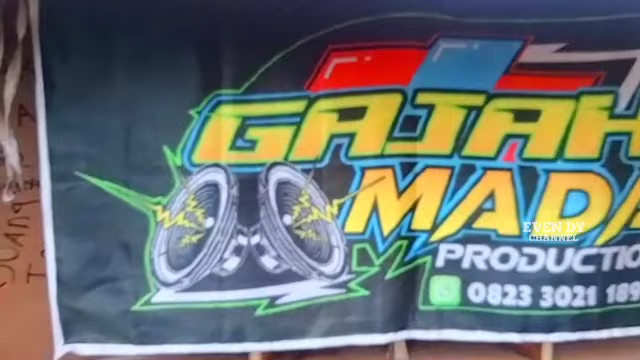 GAJAH
MADA
PRODUCTIO
0823 3021 189
EVEN DY
CHANNEL